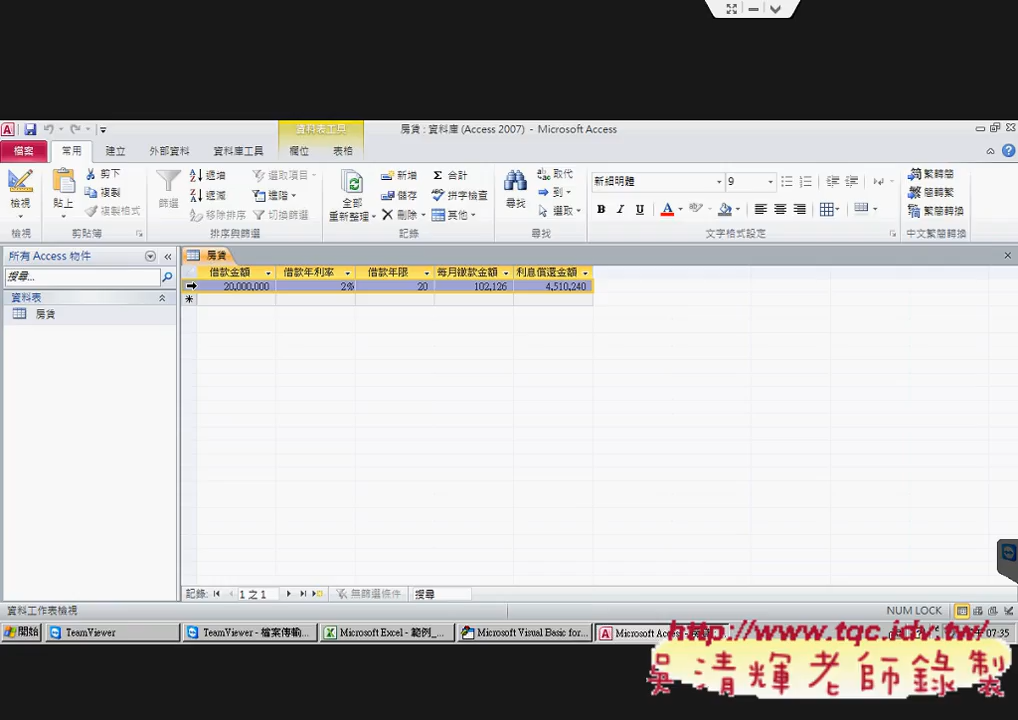 資料表工具
房貸 : 資料庫 (Access 2007) - Microsoft Access
檔案 常用 建立 外部資料 資料庫工具 欄位 表格
檢視 貼上 剪下 複製 複製格式 剪貼簿
篩選 遞增 遞減 移除排序 選取項目 進階 切換篩選 排序與篩選
全部重新整理 新增 儲存 刪除 合計 拼字檢查 其他 記錄
尋找 取代 到 選取 尋找
新細明體 9 B I U A 文字格式設定
繁轉簡 簡轉繁 繁簡轉換 中文繁簡轉換
所有 Access 物件 房貸
搜尋...
資料表
房貸
借款金額 借款年利率 借款年限 每月繳款金額 利息償還金額
20,000,000 2% 20 102,126 4,510,240
記錄: 1 之 1 無篩選條件 搜尋
資料工作表檢視 NUM LOCK
開始 TeamViewer TeamViewer - 檔案傳輸... Microsoft Excel - 範例_... Microsoft Visual Basic for... Microsoft Acc 07:35
http://www.tqc.idv.tw/
吳清輝老師錄製